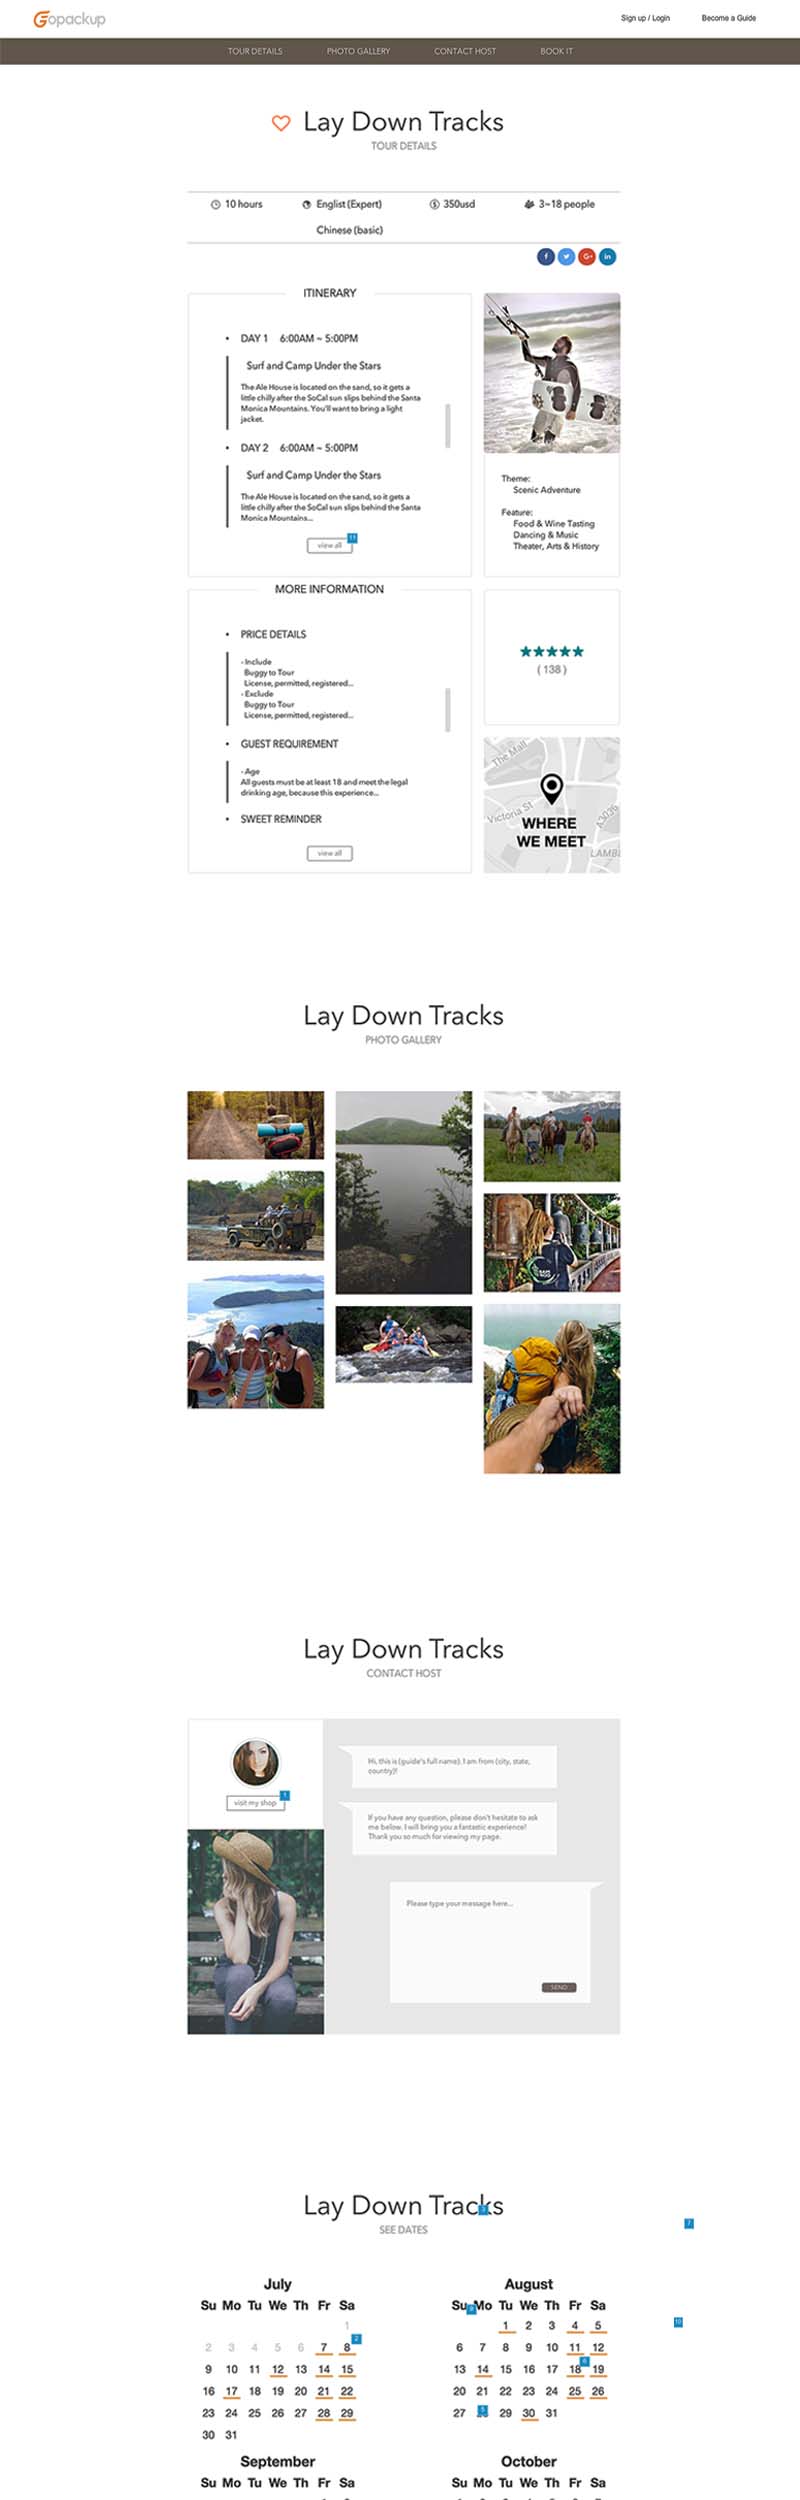 Gopackup
Sign up / Login
Become a Guide
TOUR DETAILS
PHOTO GALLERY
CONTACT HOST
BOOK IT
Lay Down Tracks
TOUR DETAILS
10 hours
Englist (Expert)
350usd
3~18 people
Chinese (basic)
f
G+
in
ITINERARY
• DAY 1 6:00AM ~ 5:00PM
Surf and Camp Under the Stars
The Ale House is located on the sand, so it gets a
little chilly after the SoCal sun slips behind the Santa
Monica Mountains. You'll want to bring a light
jacket.
• DAY 2 6:00AM ~ 5:00PM
Surf and Camp Under the Stars
The Ale House is located on the sand, so it gets a
little chilly after the SoCal sun slips behind the Santa
Monica Mountains...
view all
11
Theme:
Scenic Adventure
Feature:
Food & Wine Tasting
Dancing & Music
Theater, Arts & History
MORE INFORMATION
• PRICE DETAILS
- Include
Buggy to Tour
License, permitted, registered...
- Exclude
Buggy to Tour
License, permitted, registered...
• GUEST REQUIREMENT
- Age
All guests must be at least 18 and meet the legal
drinking age, because this experience...
• SWEET REMINDER
view all
( 138 )
The Mall
Victoria St
A3036
LAMB
WHERE
WE MEET
Lay Down Tracks
PHOTO GALLERY
Lay Down Tracks
CONTACT HOST
visit my shop
1
Hi, this is (guide's full name). I am from (city, state,
country)!
If you have any question, please don't hesitate to ask
me below. I will bring you a fantastic experience!
Thank you so much for viewing my page.
Please type your message here...
SEND
Lay Down Tracks
SEE DATES
7
July
Su Mo Tu We Th Fr Sa
1
2 3 4 5 6 7 8
2
9 10 11 12 13 14 15
16 17 18 19 20 21 22
23 24 25 26 27 28 29
30 31
August
Su Mo Tu We Th Fr Sa
10
1 2 3 4 5
6 7 8 9 10 11 12
13 14 15 16 17 18 19
6
20 21 22 23 24 25 26
27 29 30 31
September
Su Mo Tu We Th Fr Sa
October
Su Mo Tu We Th Fr Sa